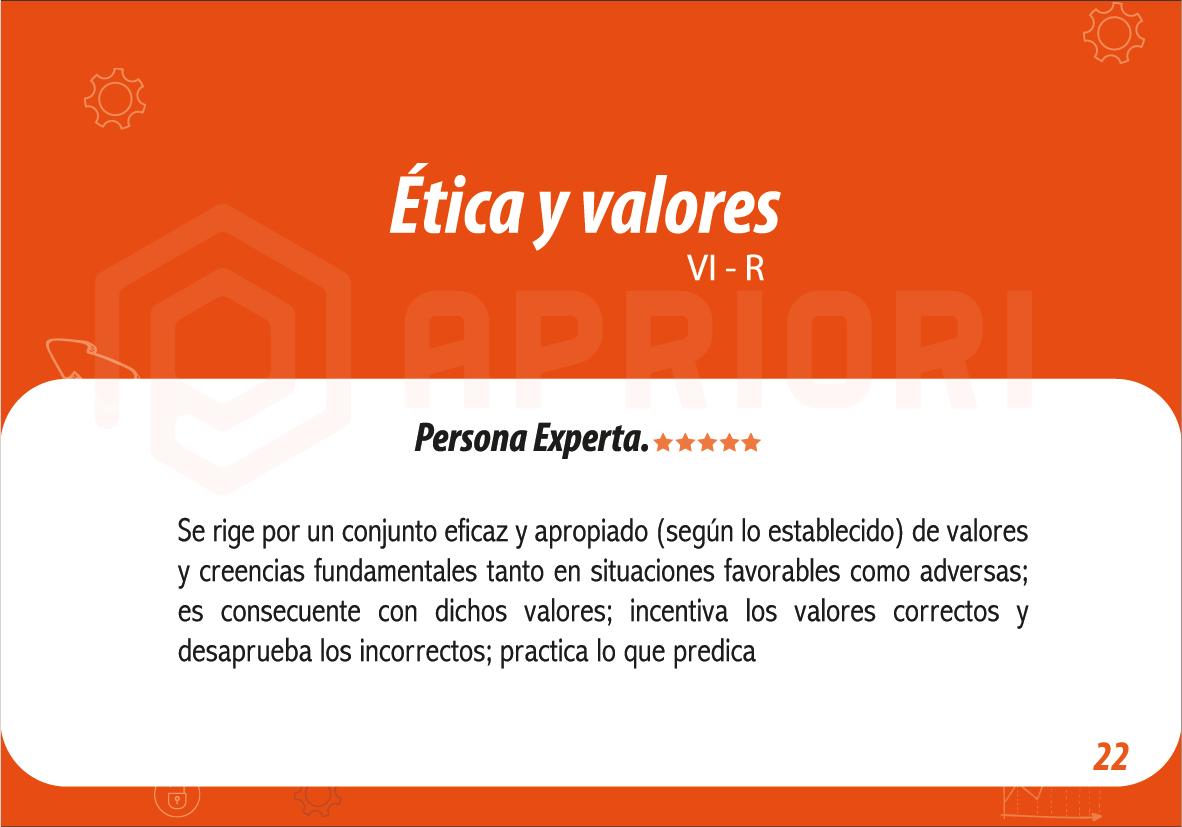 Ética y valores
VI - R
APRIORI
Persona Experta.
Se rige por un conjunto eficaz y apropiado (según lo establecido) de valores
y creencias fundamentales tanto en situaciones favorables como adversas;
es consecuente con dichos valores; incentiva los valores correctos y
desaprueba los incorrectos; practica lo que predica
22